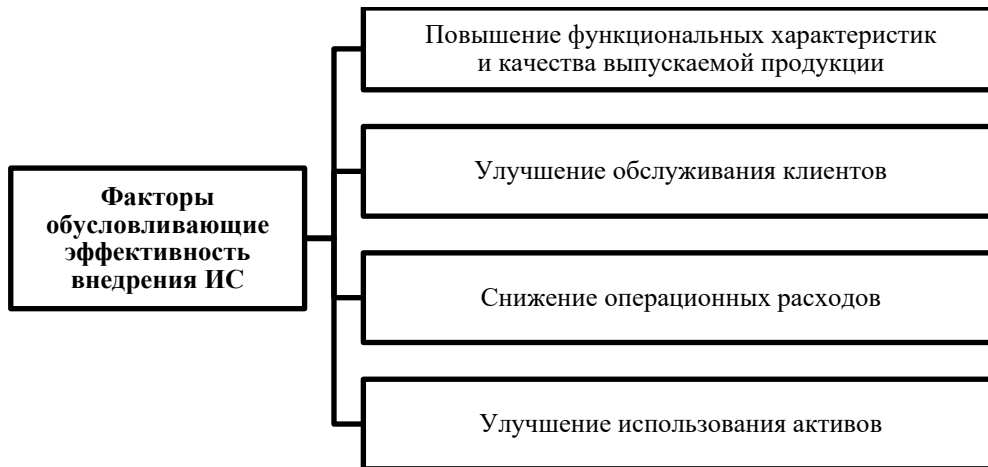 Повышение функциональных характеристик
и качества выпускаемой продукции
Улучшение обслуживания клиентов
Факторы
обусловливающие
эффективность
внедрения ИС
Снижение операционных расходов
Улучшение использования активов